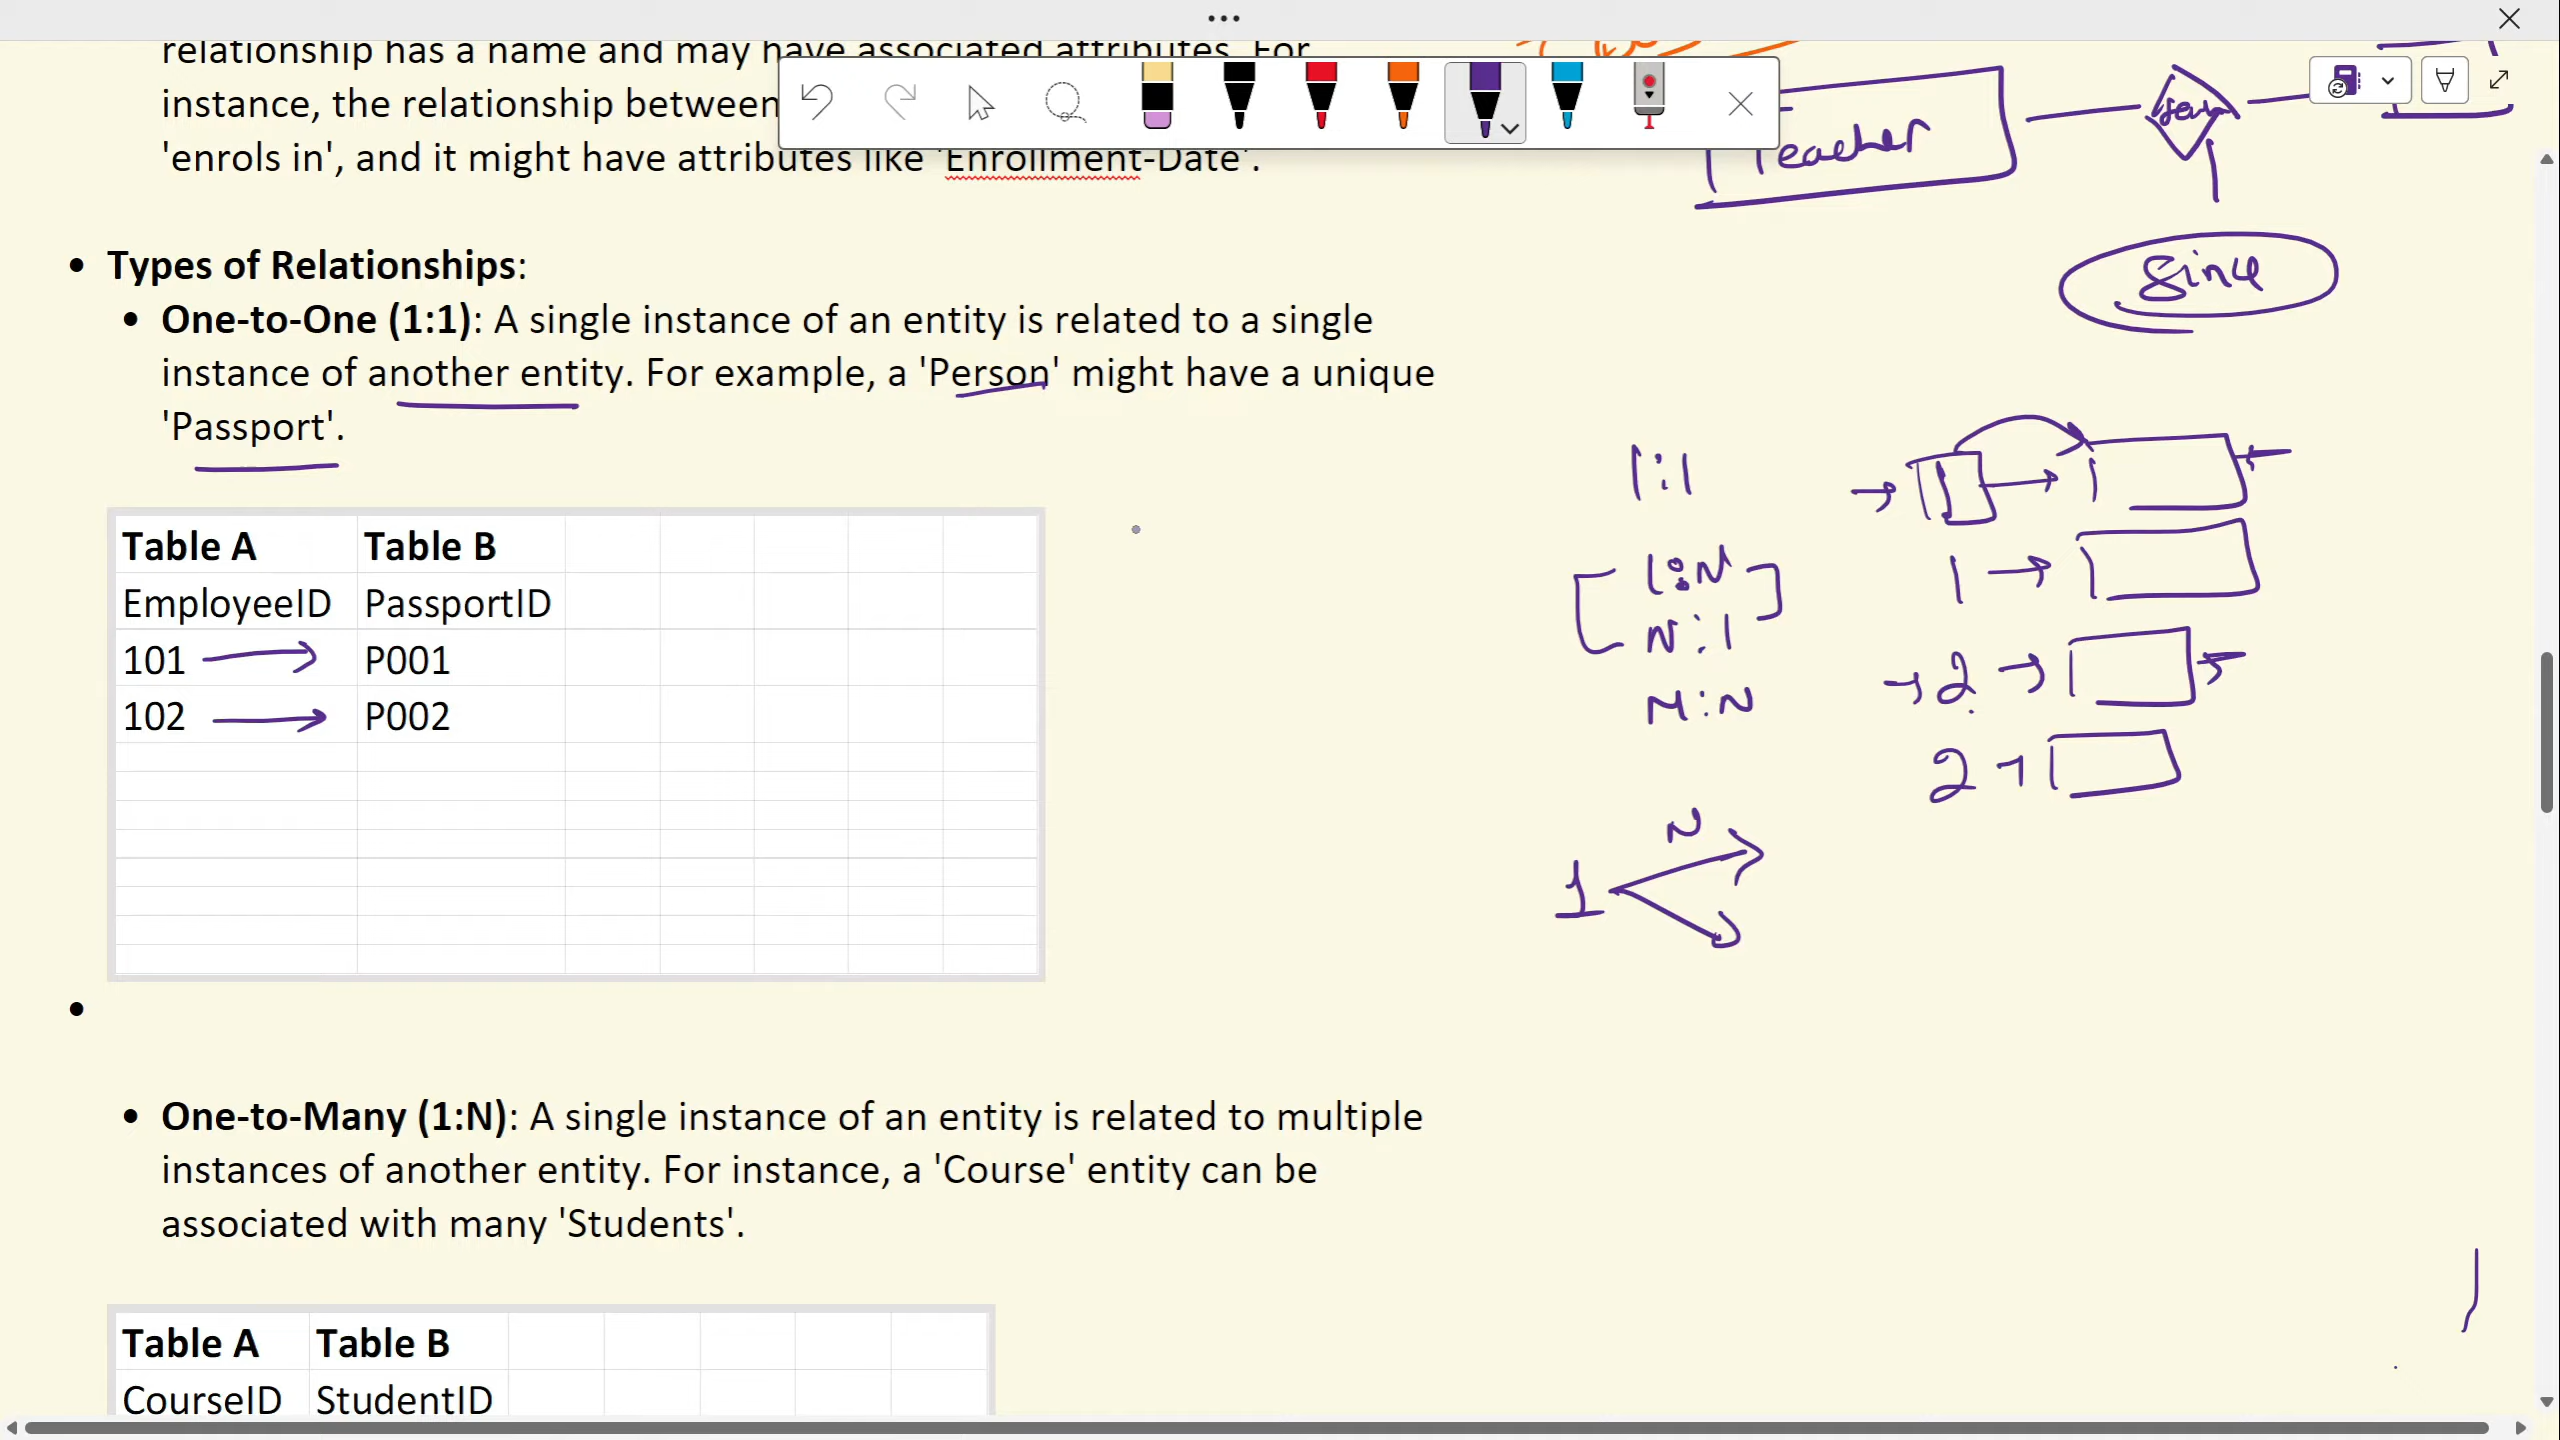 relationship has a name and may have associated attributes. For
instance, the relationship between
'enrols in', and it might have attributes like 'Enrollment-Date'.
Teacher
Since
• Types of Relationships:
• One-to-One (1:1): A single instance of an entity is related to a single
instance of another entity. For example, a 'Person' might have a unique
'Passport'.
Table A Table B
EmployeeID PassportID
101 → P001
102 → P002
1:1
1:N
N:1
M:N
1 →
→ 2 →
2 →
N
1
• One-to-Many (1:N): A single instance of an entity is related to multiple
instances of another entity. For instance, a 'Course' entity can be
associated with many 'Students'.
Table A Table B
CourseID StudentID